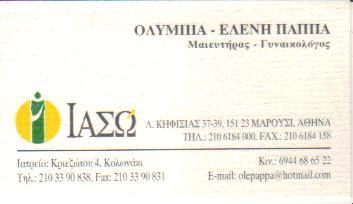 ΟΛΥΜΠΙΑ - ΕΛΕΝΗ ΠΑΠΠΑ
Μαιευτήρας - Γυναικολόγος
ΙΑΣΩ
Λ. ΚΗΦΙΣΙΑΣ 37-39, 151 23 ΜΑΡΟΥΣΙ, ΑΘΗΝΑ
ΤΗΛ.: 210 6184 000, FAX.: 210 6184 158
Ιατρείο: Κριεζώτου 4, Κολωνάκι
Τηλ.: 210 33 90 838, Fax: 210 33 90 831
Κιν.: 6944 68 65 22
E-mail: olepappa@hotmail.com